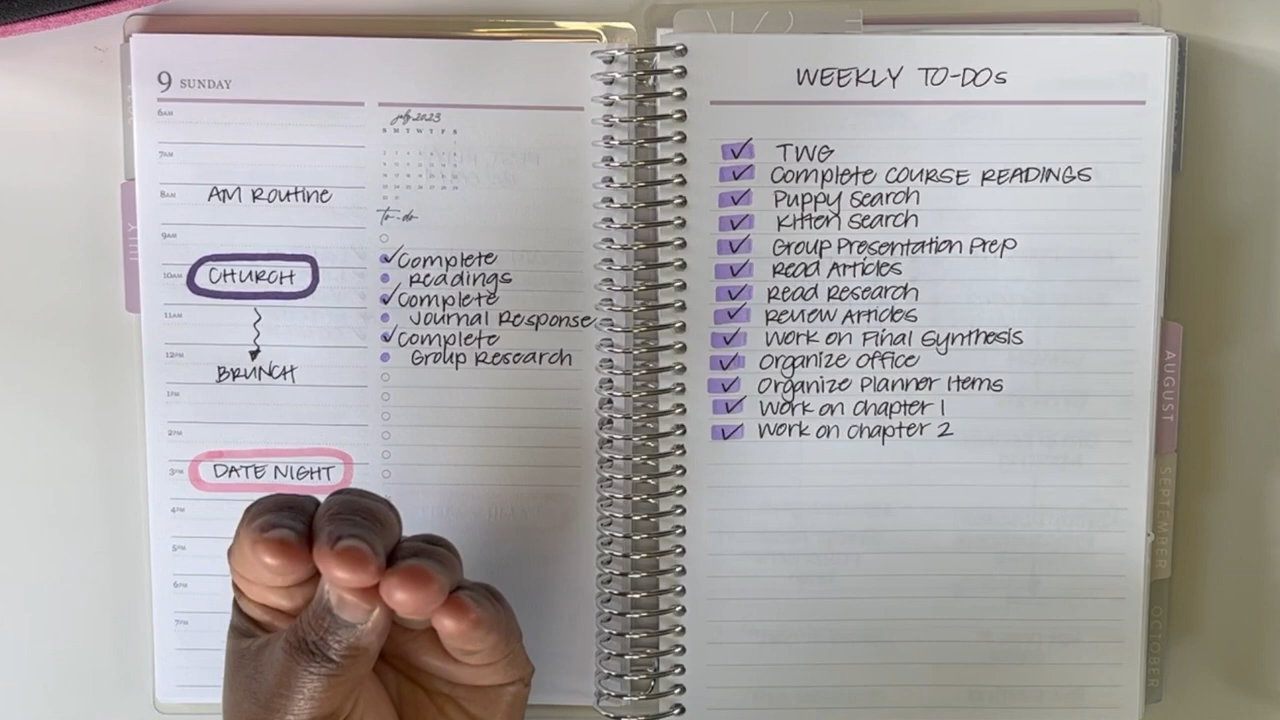 9 SUNDAY
6AM
7AM
8AM AM ROUTINE
9AM
10AM CHURCH
11AM
12PM
BRUNCH
1PM
2PM
3PM DATE NIGHT
4PM
5PM
6PM
7PM
july 2023
S M T W T F S
To-do
✓Complete
Readings
✓Complete
Journal Response
✓Complete
Group Research
WEEKLY TO-DOs
✓ TWG
✓ Complete COURSE READINGS
✓ Puppy Search
✓ Kitten Search
✓ Group Presentation Prep
✓ Read Articles
✓ Read Research
✓ Review Articles
✓ Work on Final Synthesis
✓ Organize Office
✓ Organize Planner Items
✓ Work on Chapter 1
✓ Work on Chapter 2
AUGUST
SEPTEMBER
OCTOBER